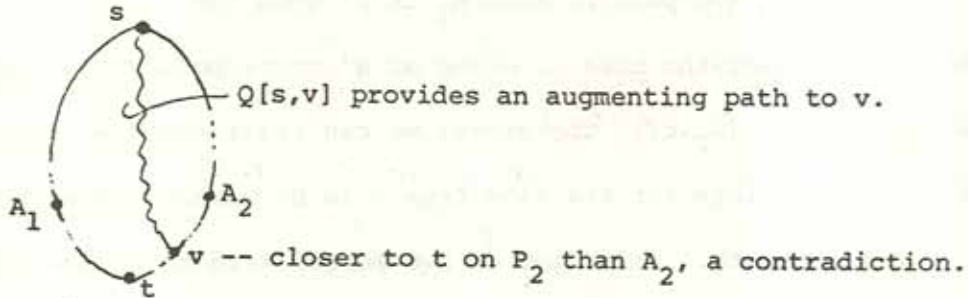 s
Q[s,v] provides an augmenting path to v.
A1
A2
v -- closer to t on P2 than A2, a contradiction.
t